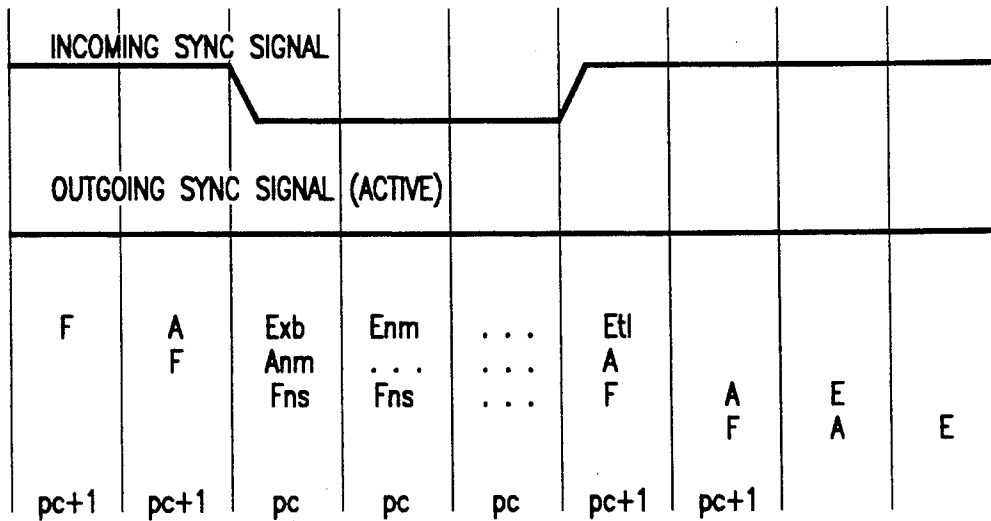 INCOMING SYNC SIGNAL
OUTGOING SYNC SIGNAL (ACTIVE)
F A Exb Enm . . . Etl
F Anm . . . . . . A
Fns Fns . . . F A E
F A E
pc+1 pc+1 pc pc pc pc+1 pc+1